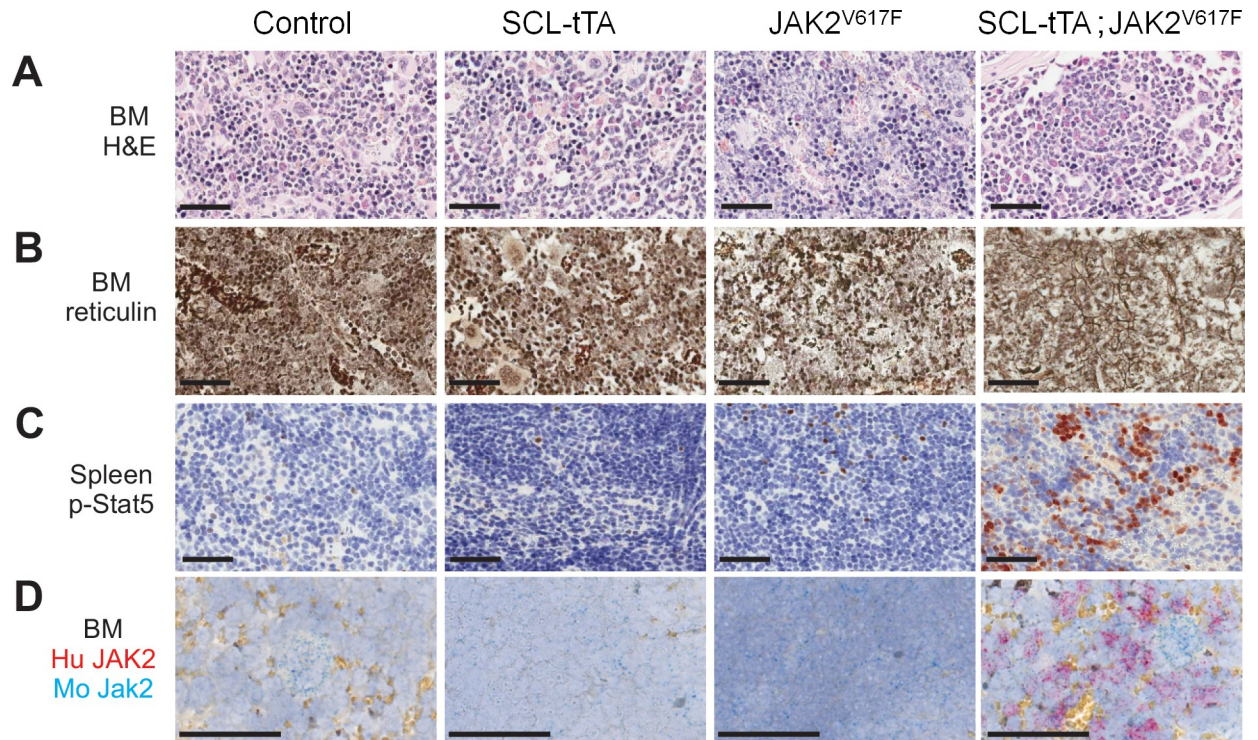 Control SCL-tTA JAK2V617F SCL-tTA ; JAK2V617F
A
BM
H&E
B
BM
reticulin
C
Spleen
p-Stat5
D
BM
Hu JAK2
Mo Jak2